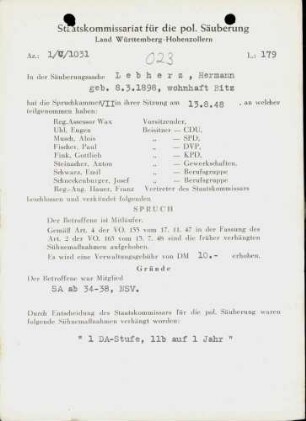 Staatskommissariat für die pol. Säuberung
Land Württemberg-Hohenzollern
Az.: 1/V/1031 023 L.: 179
In der Säuberungssache Lebherz, Hermann
geb. 8.3.1898, wohnhaft Bitz
hat die Spruchkammer VII in ihrer Sitzung am 13.8.48, an welcher
teilgenommen haben:
Reg.Assessor Wax Vorsitzender,
Uhl, Eugen Beisitzer — CDU,
Munk, Alois „ — SPD,
Fischer, Paul „ — DVP,
Fink, Gottlieb „ — KPD,
Steinacher, Anton „ — Gewerkschaften,
Schwarz, Emil „ — Berufsgruppe
Schneckenburger, Josef „ — Berufsgruppe
Reg.-Ang. Hauer, Franz Vertreter des Staatskommissars
beschlossen und verkündet folgenden
SPRUCH
Der Betroffene ist Mitläufer.
Gemäß Art. 4 der VO. 133 vom 17. 11. 47 in der Fassung des
Art. 2 der VO. 165 vom 13. 7. 48 sind die früher verhängten
Sühnemaßnahmen weggefallen.
Es wird eine Verwaltungsgebühr von DM 10.- erhoben.
Gründe
Der Betroffene war Mitglied
SA ab 34-38, NSV.
Durch Entscheidung des Staatskommissars für die pol. Säuberung waren
folgende Sühnemaßnahmen verhängt worden:
" 1 DA-Stufe, 11b auf 1 Jahr "